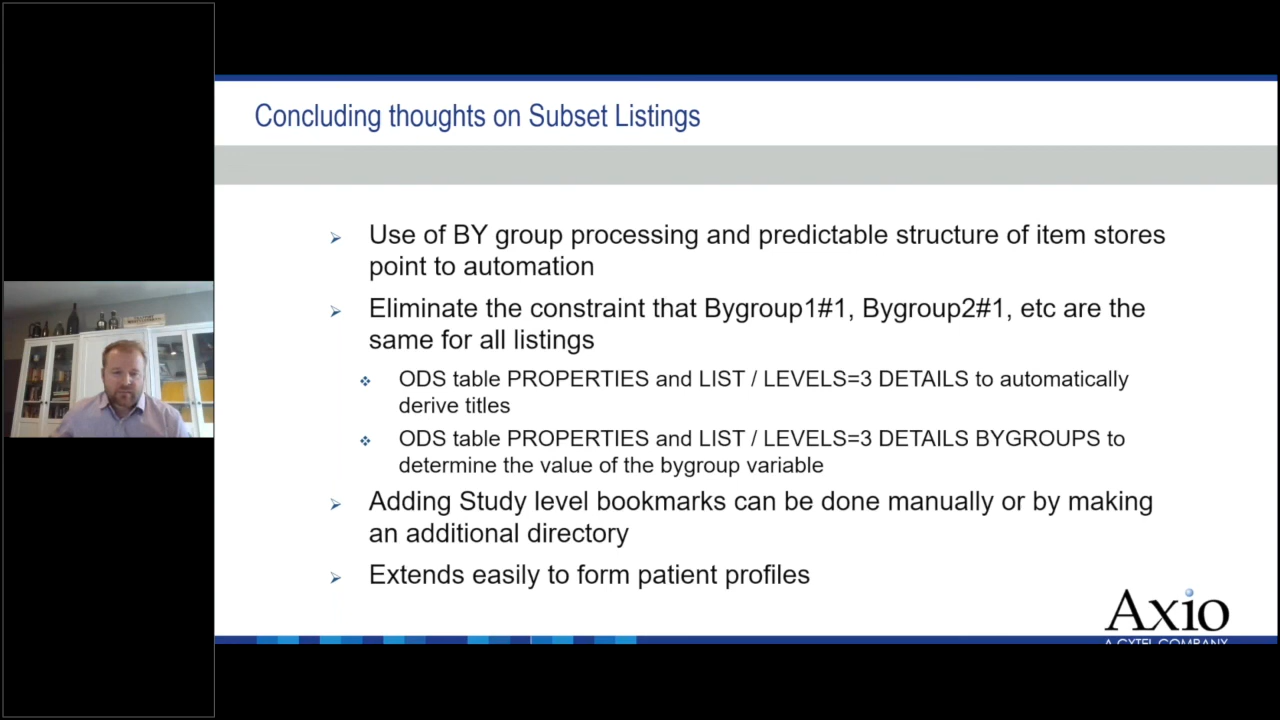 Concluding thoughts on Subset Listings
Use of BY group processing and predictable structure of item stores
point to automation
Eliminate the constraint that Bygroup1#1, Bygroup2#1, etc are the
same for all listings
ODS table PROPERTIES and LIST / LEVELS=3 DETAILS to automatically
derive titles
ODS table PROPERTIES and LIST / LEVELS=3 DETAILS BYGROUPS to
determine the value of the bygroup variable
Adding Study level bookmarks can be done manually or by making
an additional directory
Extends easily to form patient profiles
Axio
A CYTEL COMPANY